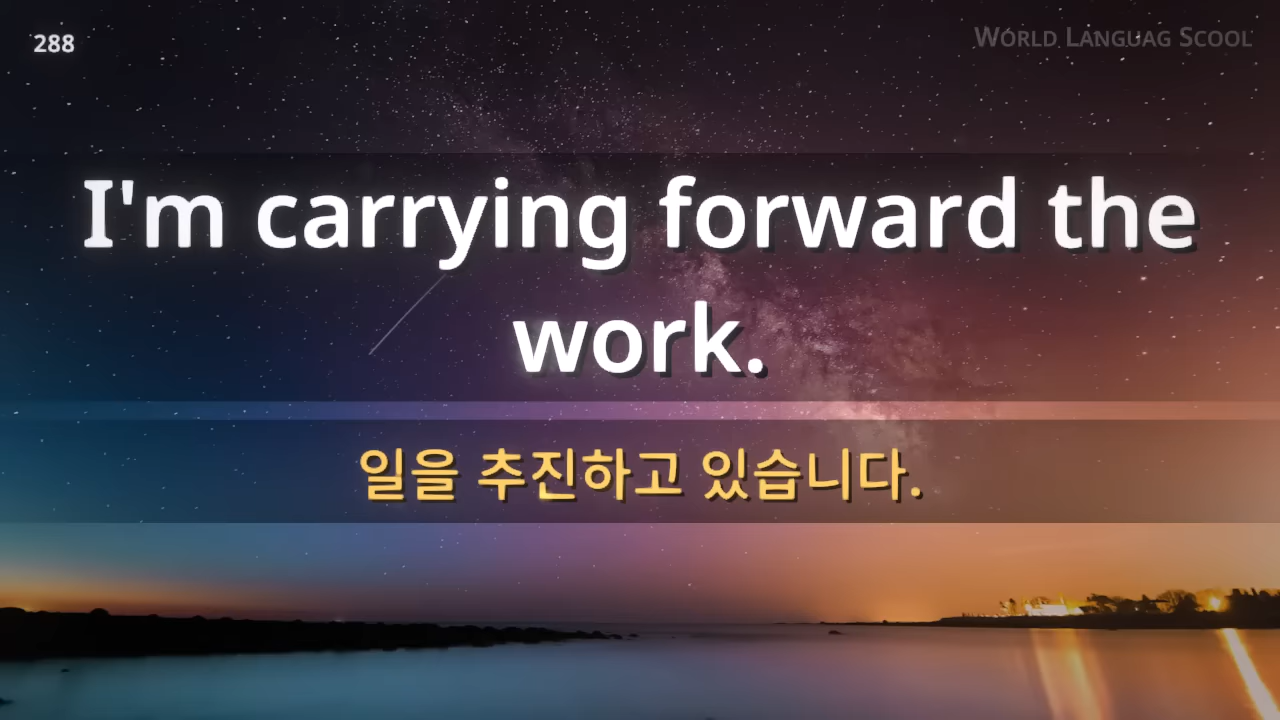 288
WORLD LANGUAG SCOOL
I'm carrying forward the
work.
일을 추진하고 있습니다.